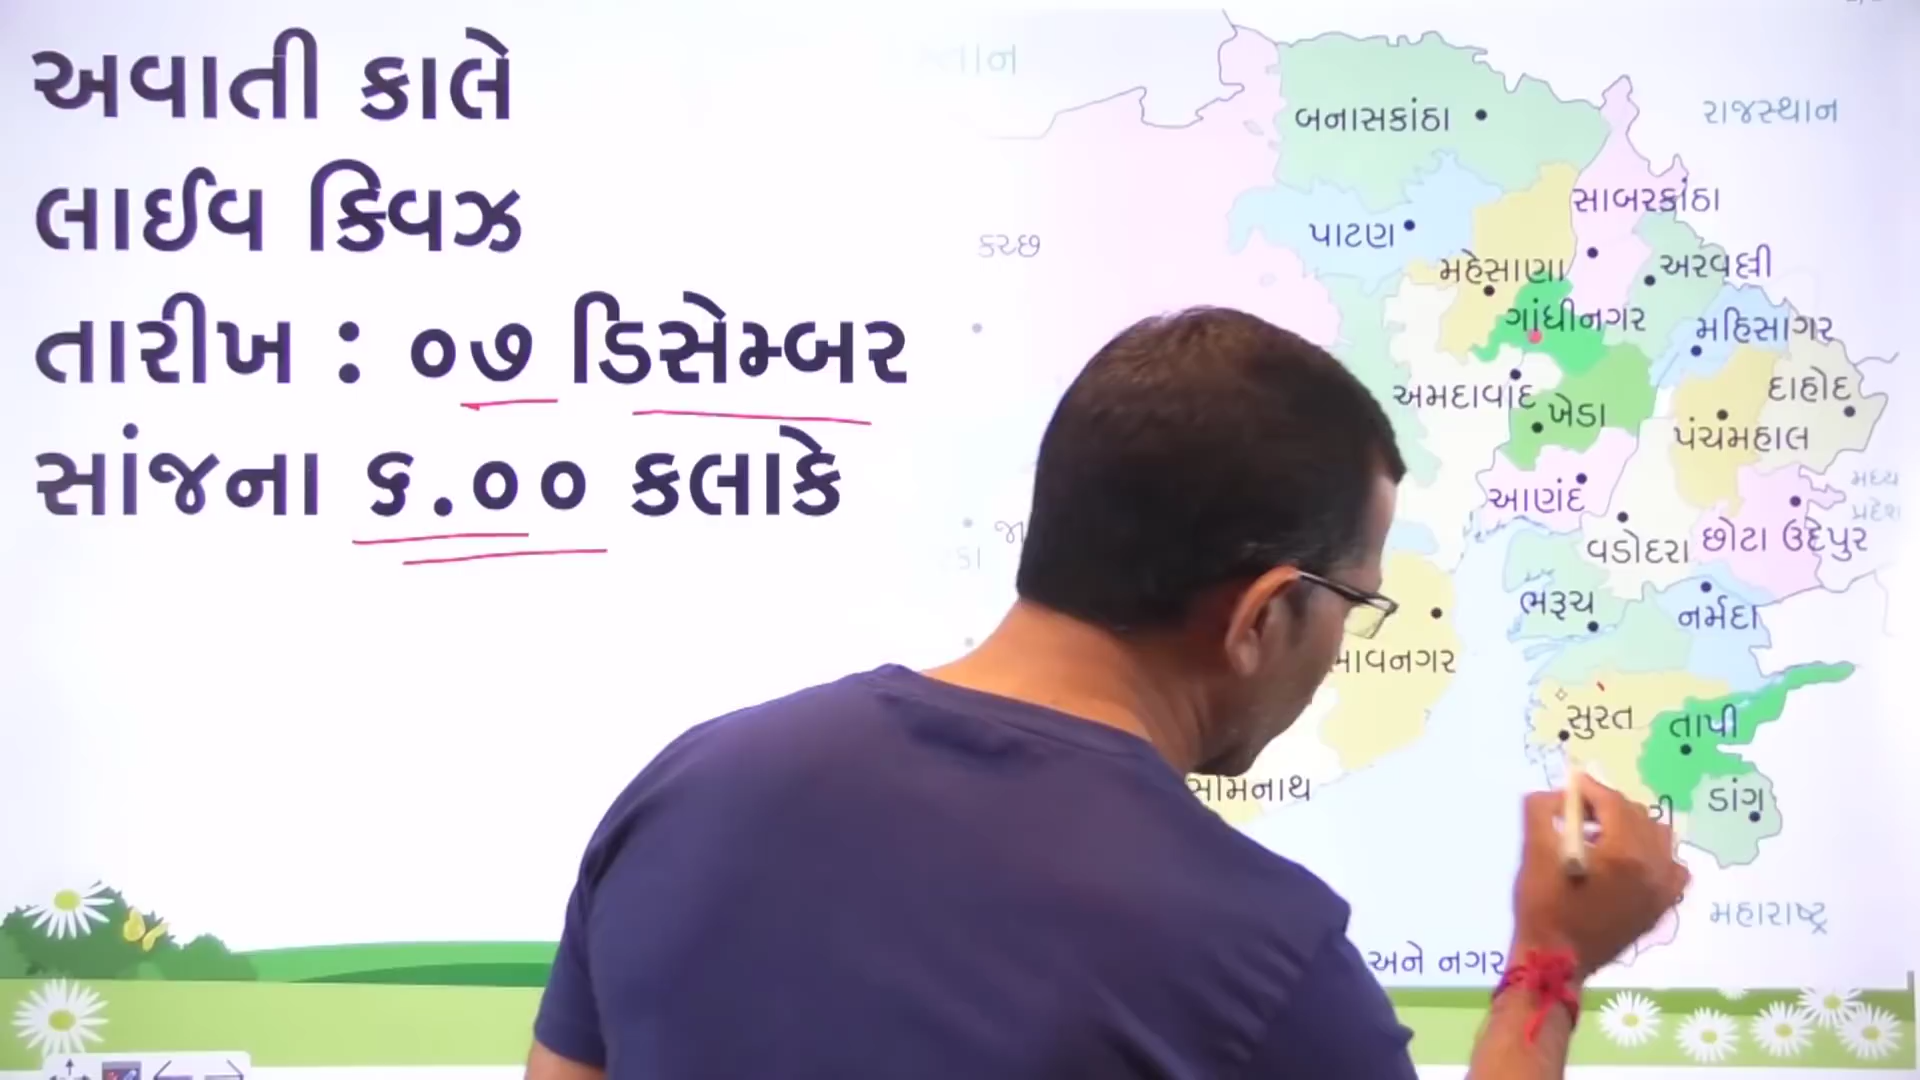 અવાતી કાલે
લાઈવ ક્વિઝ
તારીખ : ૦૭ ડિસેમ્બર
સાંજના ૬.૦૦ કલાકે
બનાસકાંઠા
રાજસ્થાન
સાબરકાંઠા
પાટણ
કચ્છ
મહેસાણા
અરવલ્લી
ગાંધીનગર
મહિસાગર
અમદાવાદ
ખેડા
દાહોદ
પંચમહાલ
આણંદ
મધ્ય
પ્રદેશ
વડોદરા
છોટા ઉદેપુર
ભરૂચ
નર્મદા
ભાવનગર
સુરત
તાપી
સોમનાથ
ડાંગ
મહારાષ્ટ્ર
અને નગર